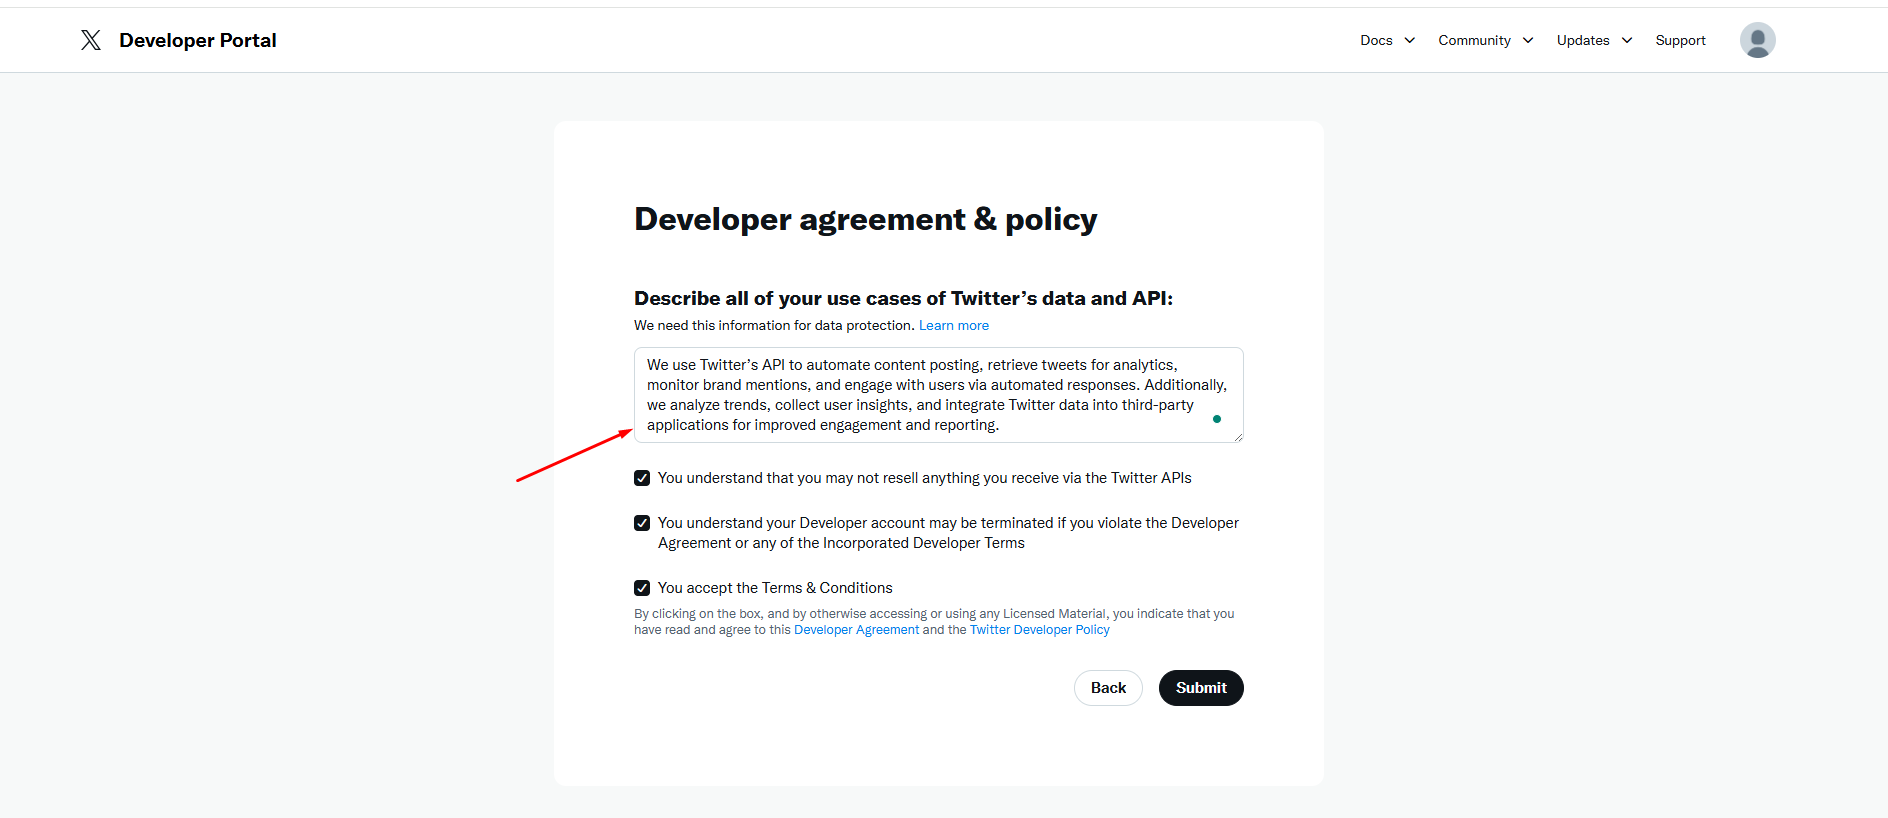 Developer Portal
Docs Community Updates Support
Developer agreement & policy
Describe all of your use cases of Twitter’s data and API:
We need this information for data protection. Learn more
We use Twitter’s API to automate content posting, retrieve tweets for analytics,
monitor brand mentions, and engage with users via automated responses. Additionally,
we analyze trends, collect user insights, and integrate Twitter data into third-party
applications for improved engagement and reporting.
You understand that you may not resell anything you receive via the Twitter APIs
You understand your Developer account may be terminated if you violate the Developer
Agreement or any of the Incorporated Developer Terms
You accept the Terms & Conditions
By clicking on the box, and by otherwise accessing or using any Licensed Material, you indicate that you
have read and agree to this Developer Agreement and the Twitter Developer Policy
Back Submit